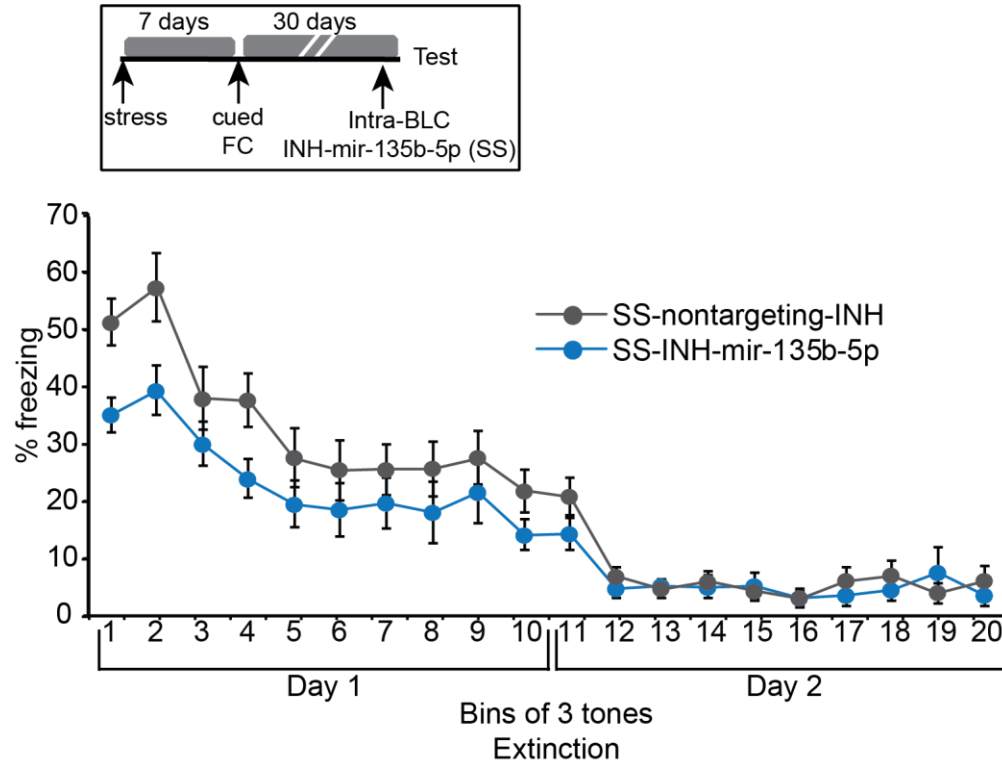 7 days 30 days
Test
stress cued Intra-BLC
FC INH-mir-135b-5p (SS)
70
60
50
40
30
20
10
0
% freezing
SS-nontargeting-INH
SS-INH-mir-135b-5p
1 2 3 4 5 6 7 8 9 10 11 12 13 14 15 16 17 18 19 20
Day 1 Day 2
Bins of 3 tones
Extinction